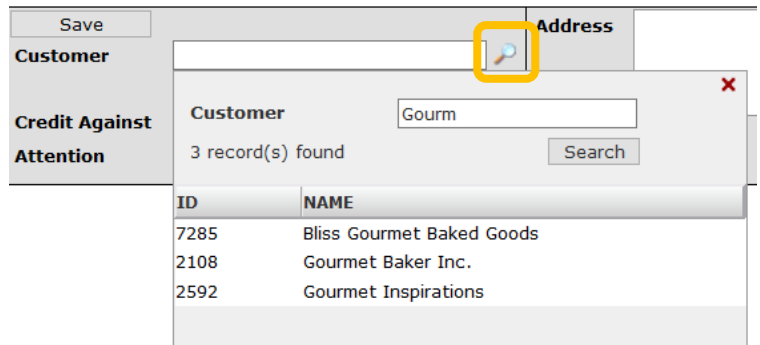 Save
Address
Customer
Credit Against
Attention
Customer Gourm
3 record(s) found Search
ID NAME
7285 Bliss Gourmet Baked Goods
2108 Gourmet Baker Inc.
2592 Gourmet Inspirations